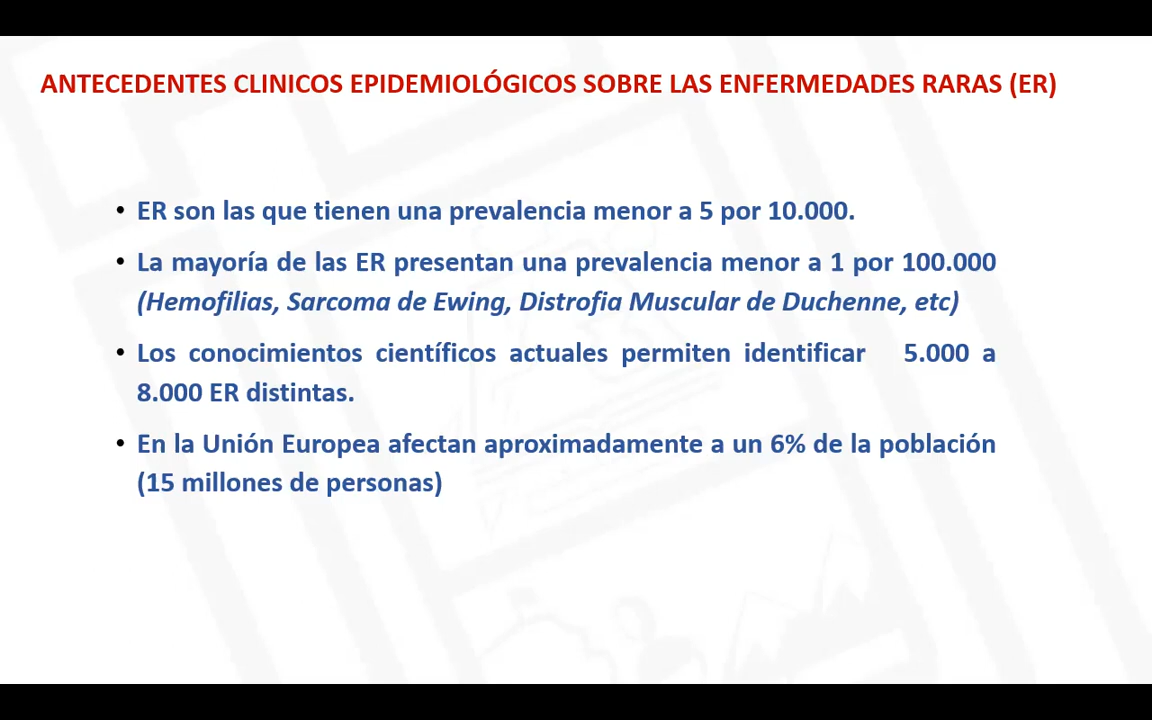 ANTECEDENTES CLINICOS EPIDEMIOLÓGICOS SOBRE LAS ENFERMEDADES RARAS (ER)
• ER son las que tienen una prevalencia menor a 5 por 10.000.
• La mayoría de las ER presentan una prevalencia menor a 1 por 100.000
(Hemofilias, Sarcoma de Ewing, Distrofia Muscular de Duchenne, etc)
• Los conocimientos científicos actuales permiten identificar 5.000 a
8.000 ER distintas.
• En la Unión Europea afectan aproximadamente a un 6% de la población
(15 millones de personas)